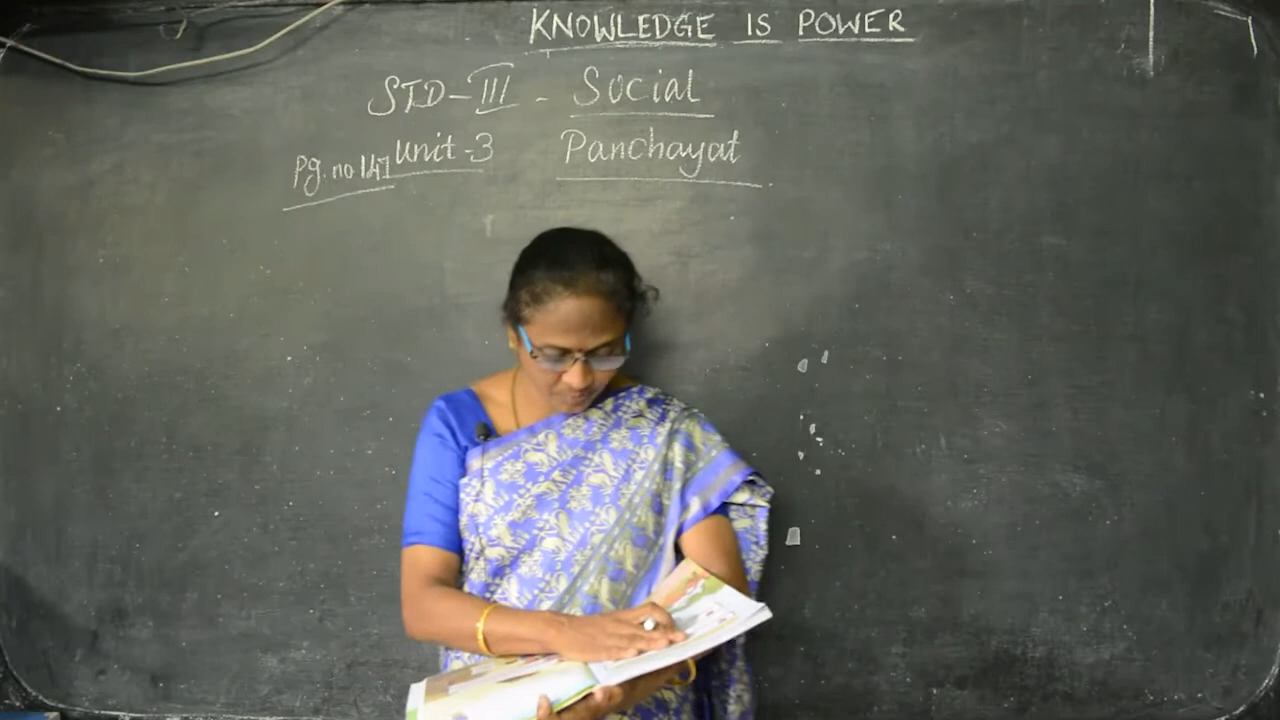 KNOWLEDGE IS POWER
STD-III - Social
Pg. no 147 Unit-3 Panchayat